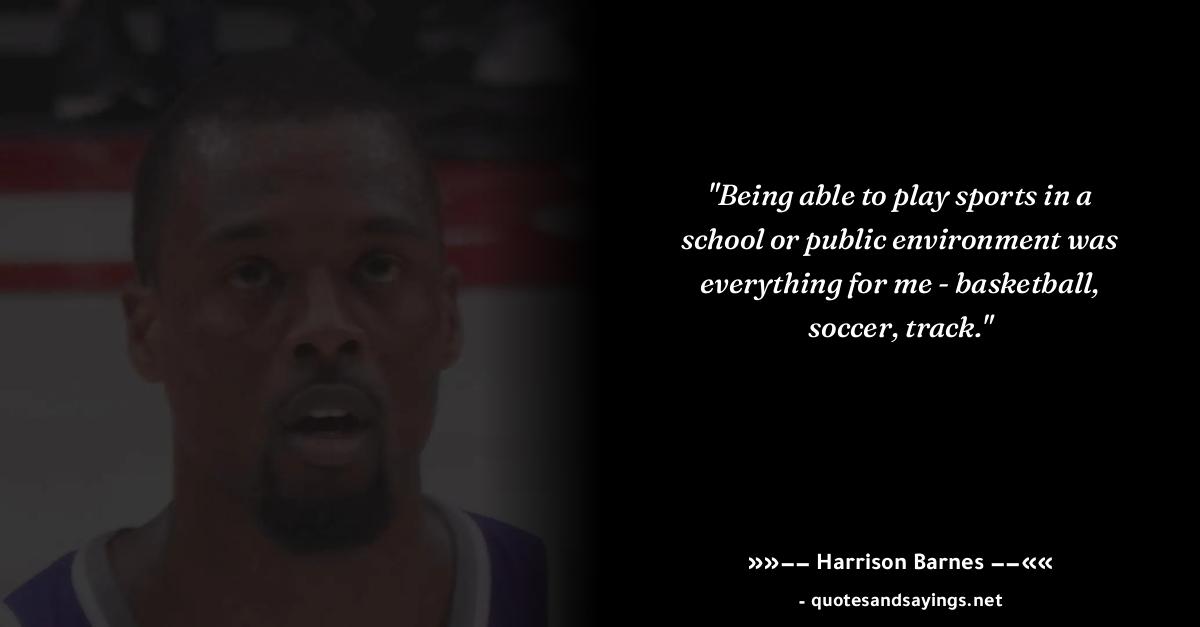 "Being able to play sports in a
school or public environment was
everything for me - basketball,
soccer, track."
»»–– Harrison Barnes ––««
- quotesandsayings.net